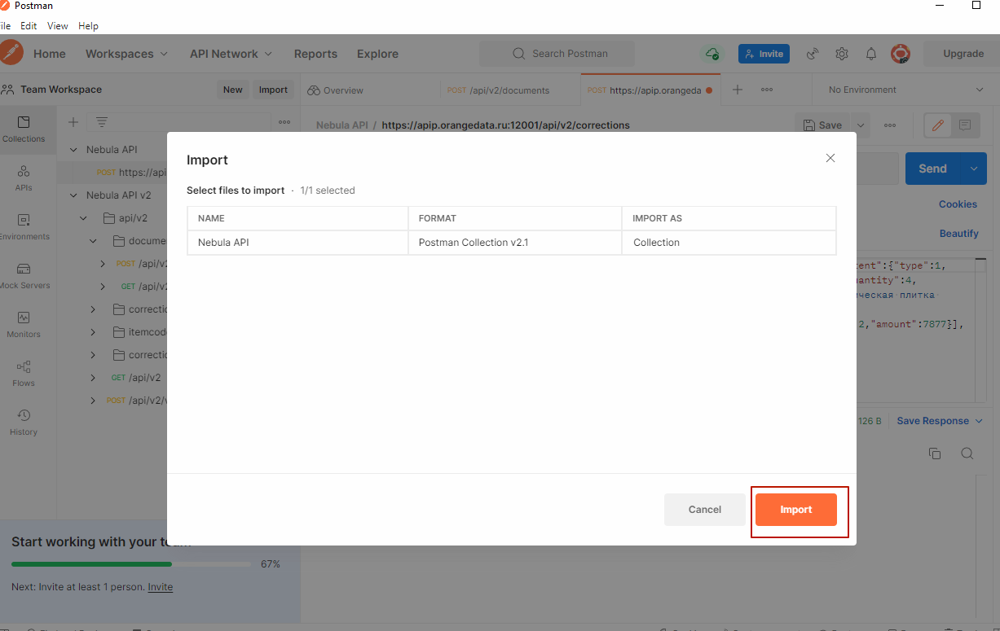 Postman
File Edit View Help
Home Workspaces API Network Reports Explore Search Postman Invite Upgrade
Team Workspace New Import Overview POST /api/v2/documents POST https://apip.orangeda No Environment
Nebula API / https://apip.orangedata.ru:12001/api/v2/corrections Save
Collections
APIs
Environments
Mock Servers
Monitors
Flows
History
Nebula API
POST https://api
Nebula API v2
api/v2
docume
POST /api/v2
GET /api/v2
correctio
itemcod
correctio
GET /api/v2
POST /api/v2/v
Import
Select files to import · 1/1 selected
NAME FORMAT IMPORT AS
Nebula API Postman Collection v2.1 Collection
Cancel Import
Send
Cookies
Beautify
tent":{"type":1,
antity":4,
ческая плитка
2,"amount":7877}],
126 B Save Response
Start working with your team
67%
Next: Invite at least 1 person. Invite